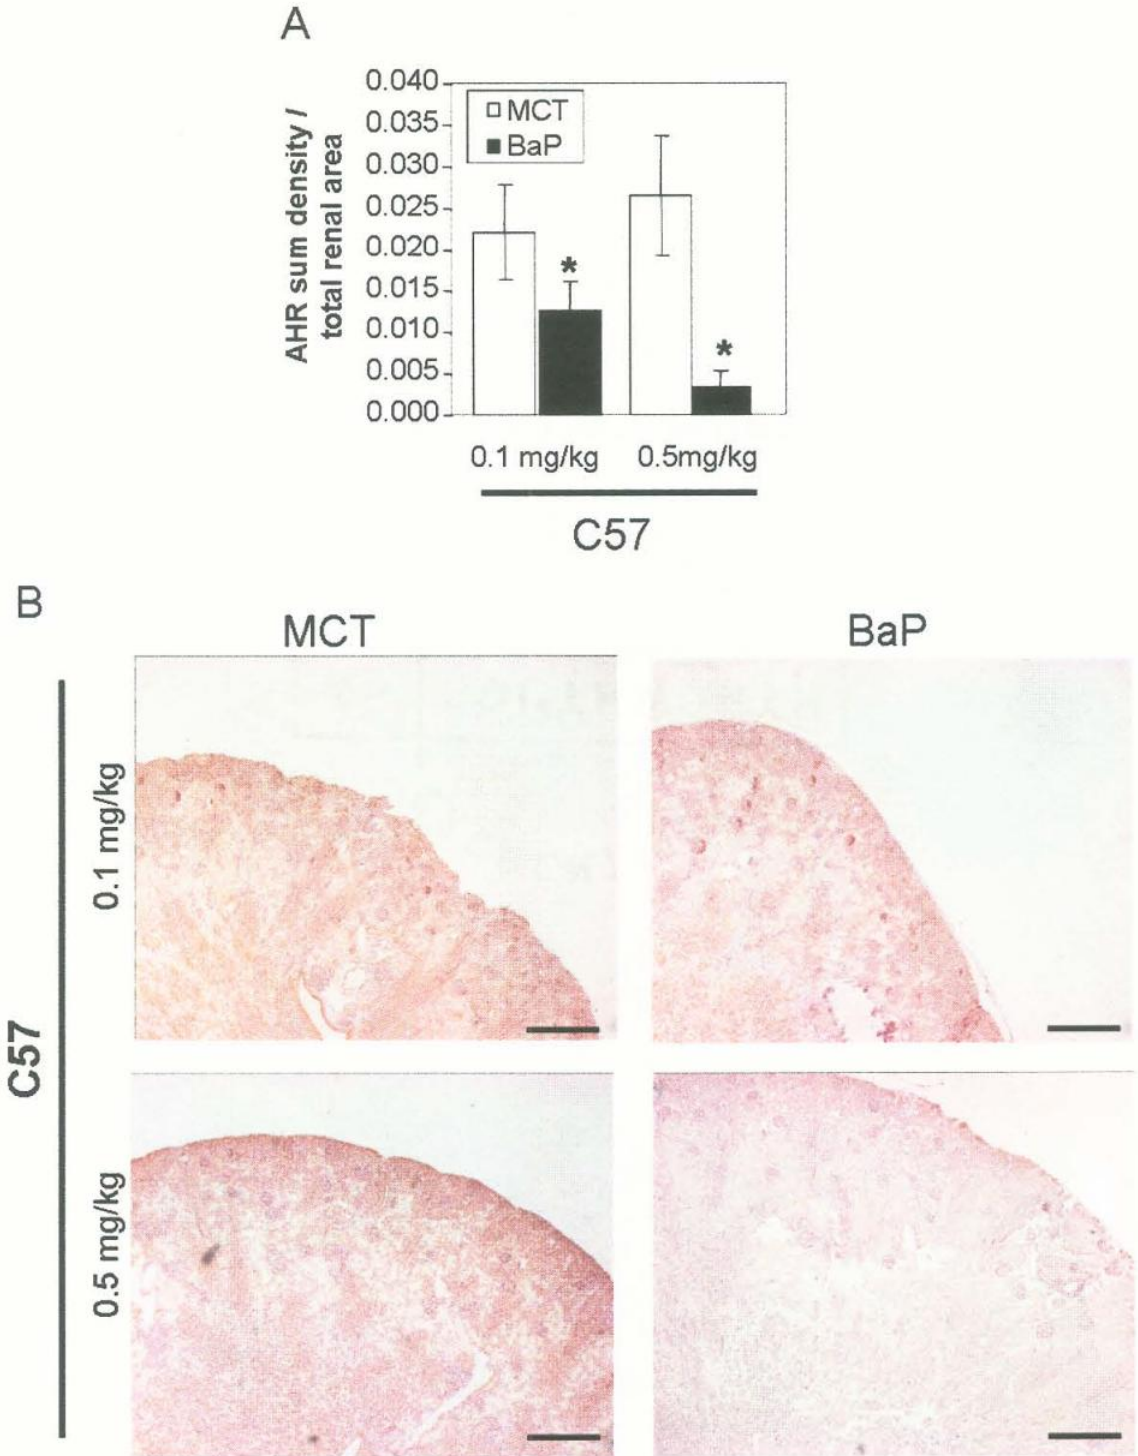 A
AHR sum density /
total renal area
0.040
0.035
0.030
0.025
0.020
0.015
0.010
0.005
0.000
MCT
BaP
*
*
0.1 mg/kg 0.5mg/kg
C57
B
MCT BaP
C57
0.1 mg/kg
0.5 mg/kg